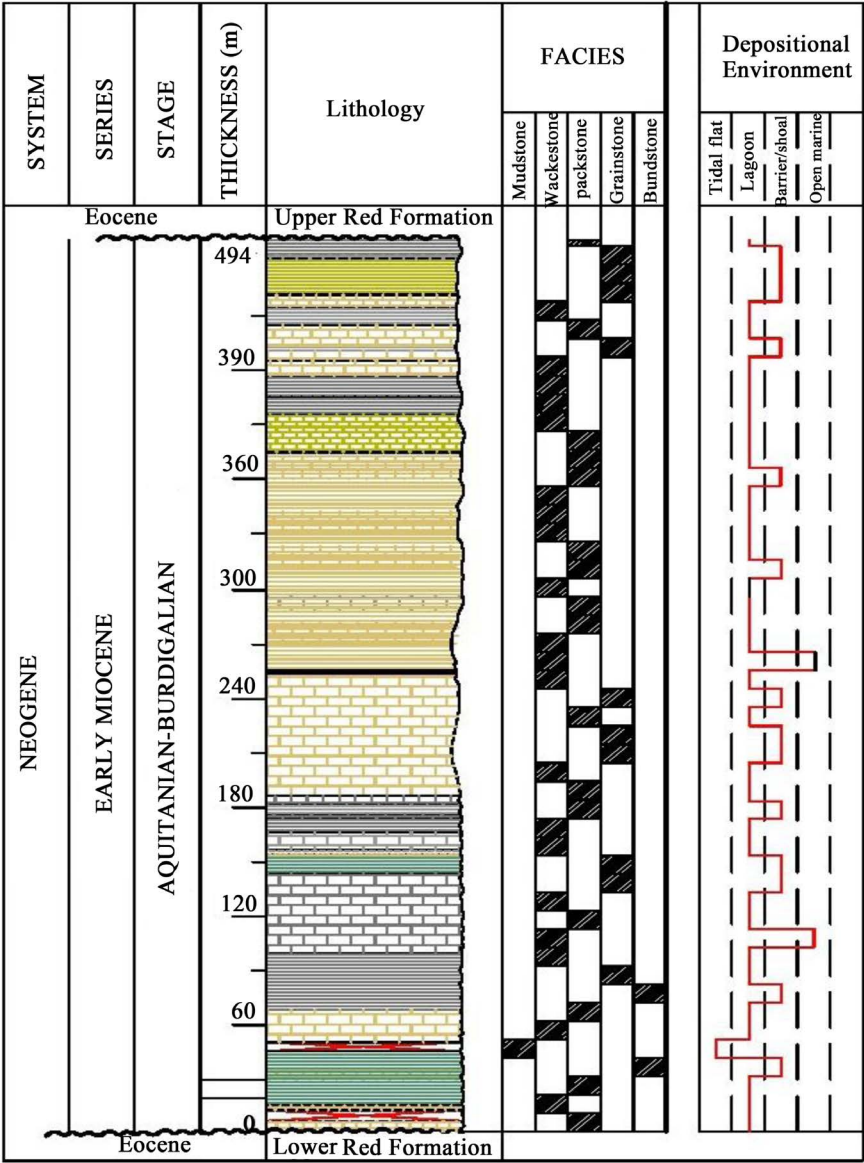 SYSTEM
SERIES
STAGE
THICKNESS (m)
Lithology
FACIES
Mudstone
Wackestone
packstone
Grainstone
Bundstone
Depositional
Environment
Tidal flat
Lagoon
Barrier/shoal
Open marine
Eocene
Upper Red Formation
494
390
360
300
240
180
120
60
0
NEOGENE
EARLY MIOCENE
AQUITANIAN-BURDIGALIAN
Eocene
Lower Red Formation